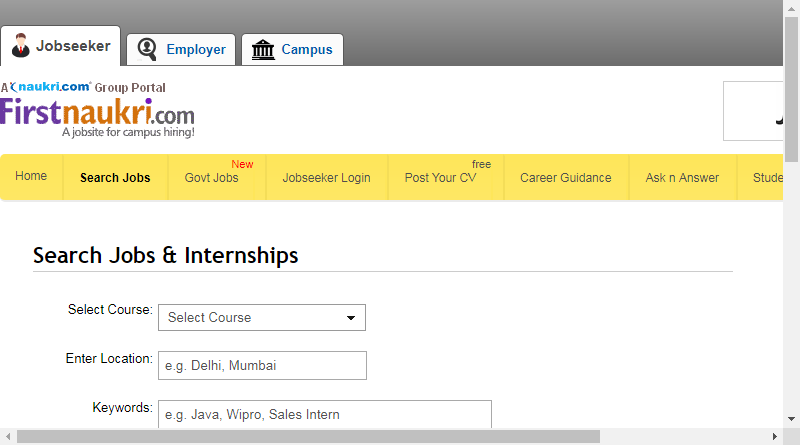 Jobseeker
Employer
Campus
A naukri.com Group Portal
Firstnaukri.com
A jobsite for campus hiring!
Home
Search Jobs
New
Govt Jobs
Jobseeker Login
free
Post Your CV
Career Guidance
Ask n Answer
Stude
Search Jobs & Internships
Select Course: Select Course
Enter Location: e.g. Delhi, Mumbai
Keywords: e.g. Java, Wipro, Sales Intern